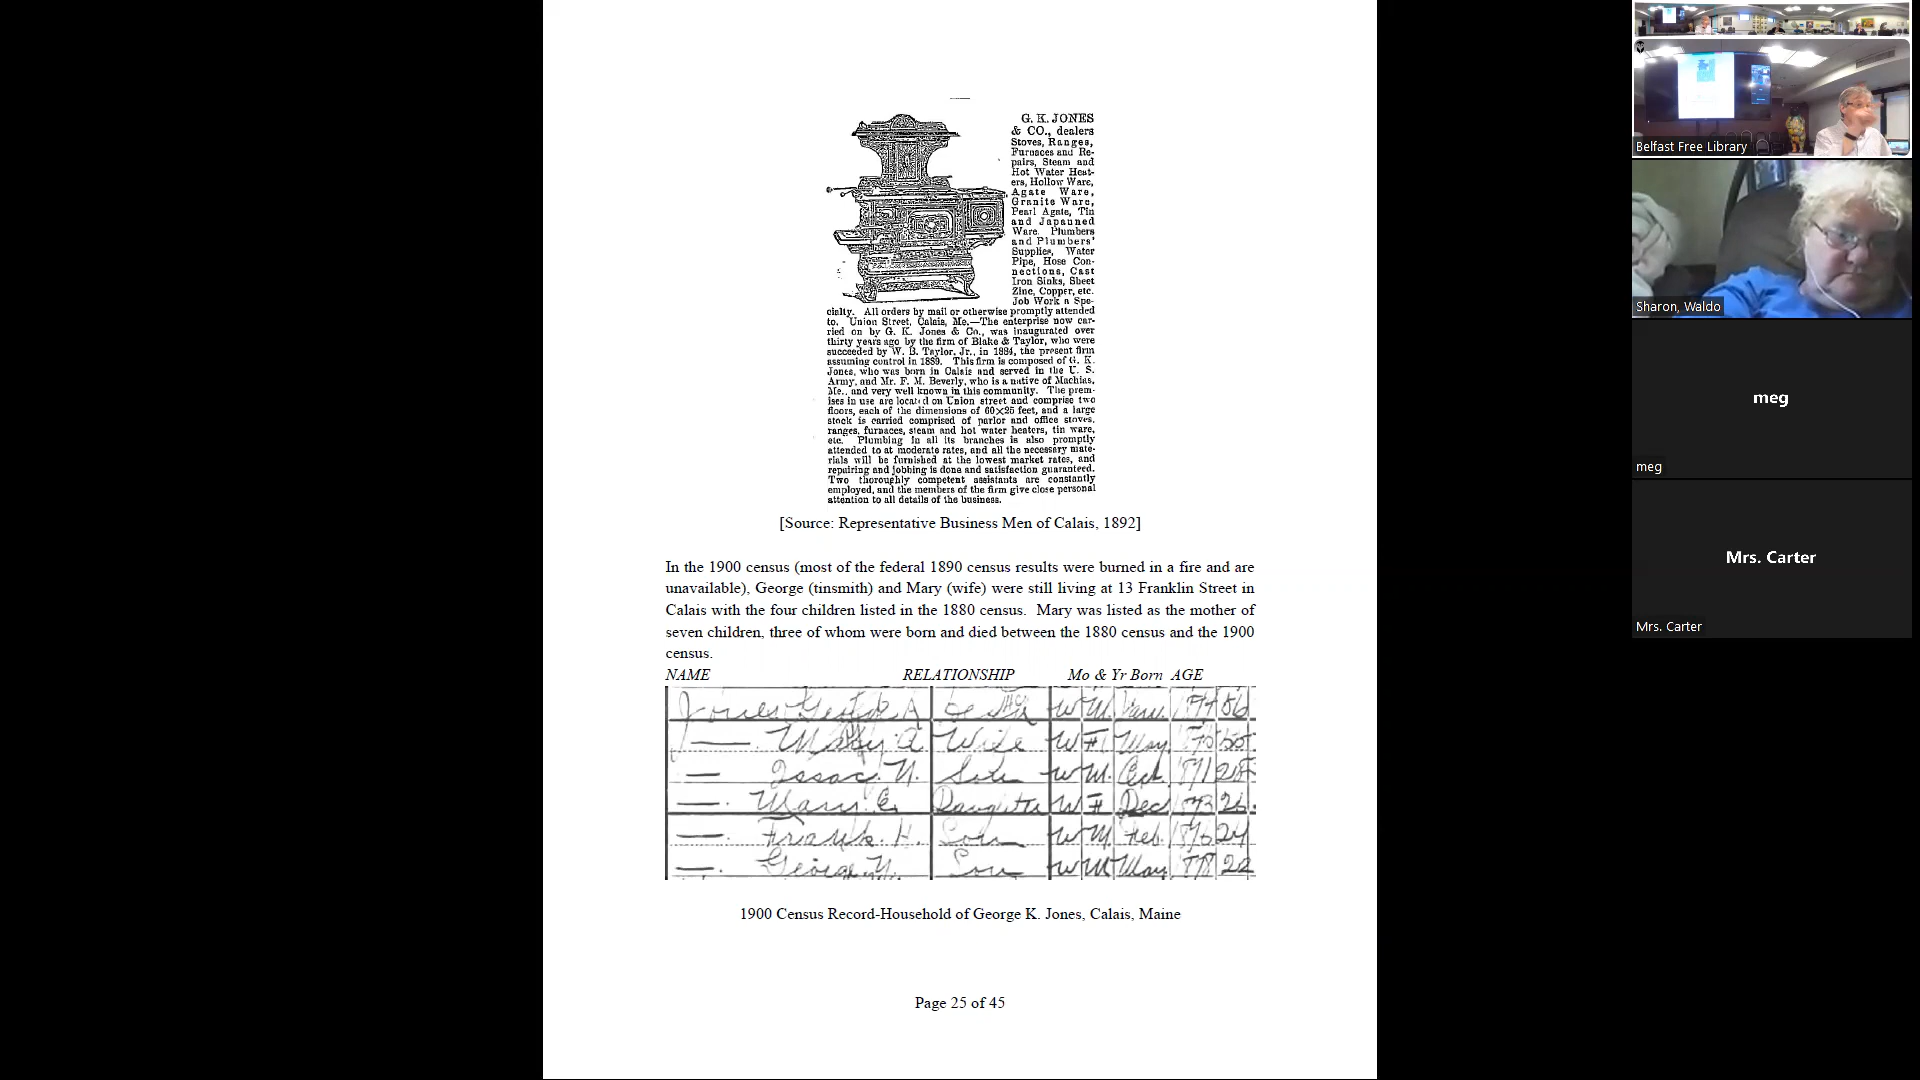 G. K. JONES
& CO., dealers
Stoves, Ranges,
Furnaces and Re-
pairs, Steam and
Hot Water Heat-
ers, Hollow Ware,
Agate Ware,
Granite Ware,
Pearl Agate, Tin
and Japanned
Ware. Plumbers
and Plumbers'
Supplies, Water
Pipe, Hose Con-
nections, Cast
Iron Sinks, Sheet
Zinc, Copper, etc.
Job Work a Spe-
cialty. All orders by mail or otherwise promptly attended
to. Union Street, Calais, Me.—The enterprise now car-
ried on by G. K. Jones & Co., was inaugurated over
thirty years ago by the firm of Blake & Taylor, who were
succeeded by W. B. Taylor, Jr., in 1884, the present firm
assuming control in 1889. This firm is composed of G. K.
Jones, who was born in Calais and served in the U. S.
Army, and Mr. F. M. Beverly, who is a native of Machias,
Me., and very well known in this community. The prem-
ises in use are located on Union street and comprise two
floors, each of the dimensions of 60×25 feet, and a large
stock is carried comprised of parlor and office stoves,
ranges, furnaces, steam and hot water heaters, tin ware,
etc. Plumbing in all its branches is also promptly
attended to at moderate rates, and all the necessary mate-
rials will be furnished at the lowest market rates, and
repairing and jobbing is done and satisfaction guaranteed.
Two thoroughly competent assistants are constantly
employed, and the members of the firm give close personal
attention to all details of the business.
[Source: Representative Business Men of Calais, 1892]
In the 1900 census (most of the federal 1890 census results were burned in a fire and are
unavailable), George (tinsmith) and Mary (wife) were still living at 13 Franklin Street in
Calais with the four children listed in the 1880 census. Mary was listed as the mother of
seven children, three of whom were born and died between the 1880 census and the 1900
census.
NAME RELATIONSHIP Mo & Yr Born AGE
Jones George W M 56
Mary A. Wife W F May
Issac N. W M. Oct 1871
Mary E. Daughter W F Dec 1873 26
Frank. H. Son W M Feb. 1876 24
George Son W M May 1878 22
1900 Census Record-Household of George K. Jones, Calais, Maine
Page 25 of 45
Belfast Free Library
Sharon, Waldo
meg
meg
Mrs. Carter
Mrs. Carter